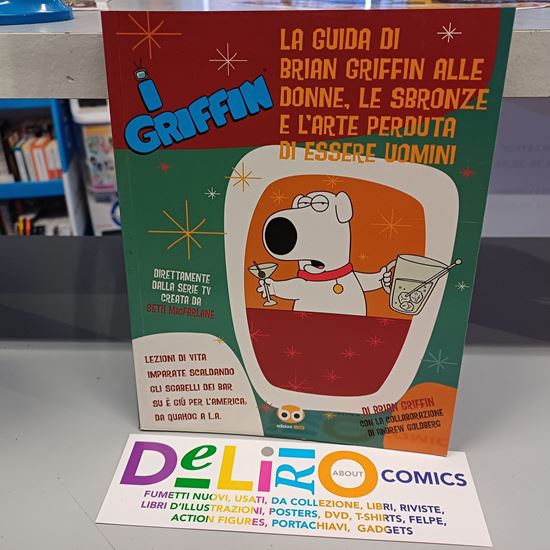 I
GRIFFIN
LA GUIDA DI
BRIAN GRIFFIN ALLE
DONNE, LE SBRONZE
E L'ARTE PERDUTA
DI ESSERE UOMINI
DIRETTAMENTE
DALLA SERIE TV
CREATA DA
SETH MACFARLANE
LEZIONI DI VITA
IMPARATE SCALDANDO
GLI SGABELLI DEI BAR
SU E GIÙ PER L'AMERICA,
DA QUAHOG A L.A.
edizioni BD
DI BRIAN GRIFFIN
CON LA COLLABORAZIONE
DI ANDREW GOLDBERG
DeLiRiO
ABOUT
COMICS
FUMETTI NUOVI, USATI, DA COLLEZIONE, LIBRI, RIVISTE,
LIBRI D'ILLUSTRAZIONI, POSTERS, DVD, T-SHIRTS, FELPE,
ACTION FIGURES, PORTACHIAVI, GADGETS